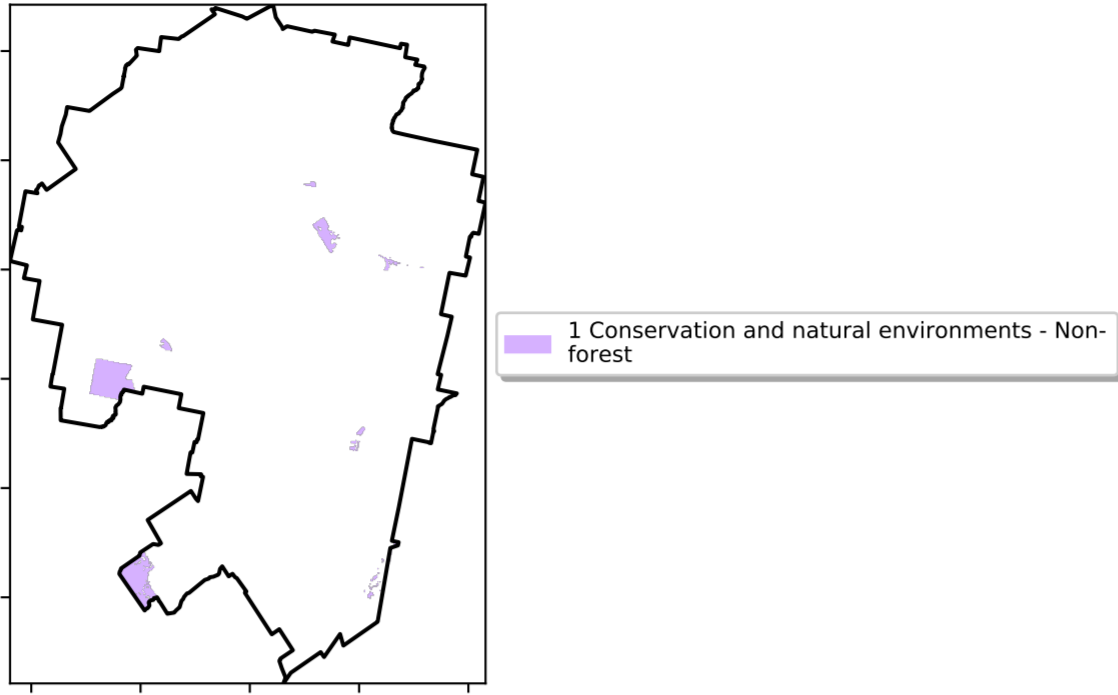 1 Conservation and natural environments - Non-
forest